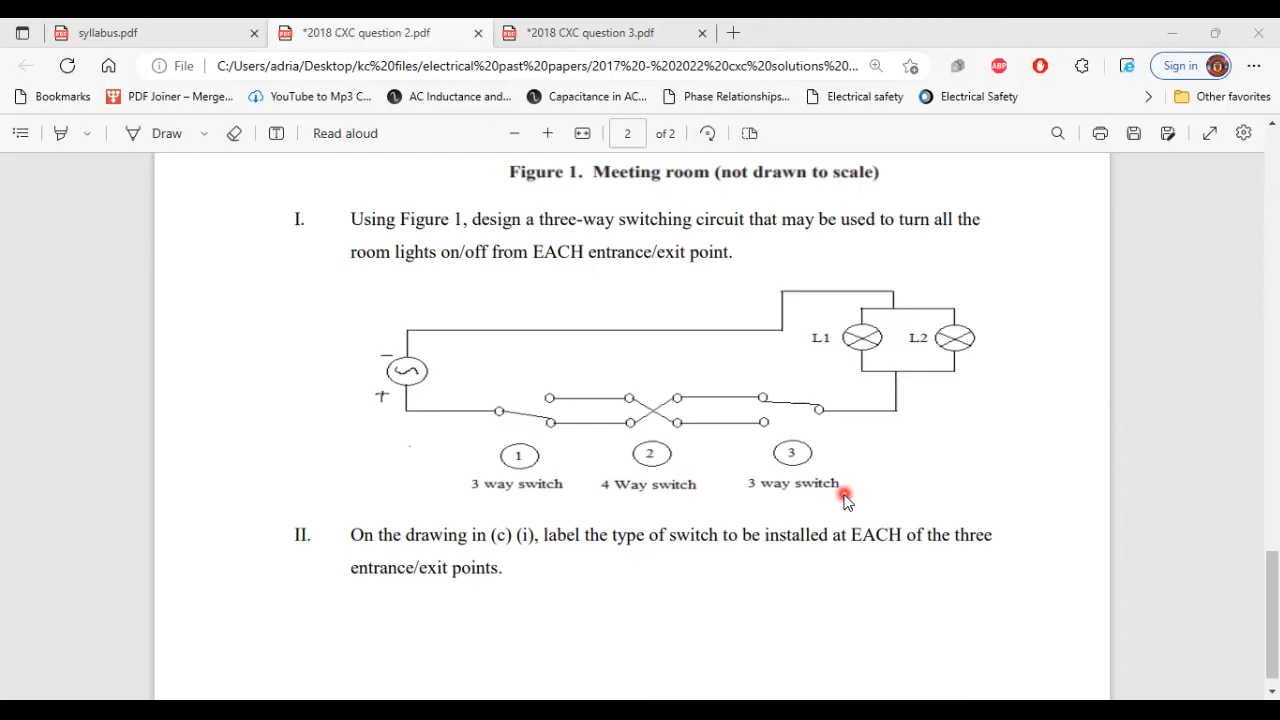 syllabus.pdf
*2018 CXC question 2.pdf
*2018 CXC question 3.pdf
File
C:/Users/adria/Desktop/kc%20files/electrical%20past%20papers/2017%20-%202022%20cxc%20solutions%20...
Sign in
Bookmarks
PDF Joiner – Merge...
YouTube to Mp3 C...
AC Inductance and...
Capacitance in AC...
Phase Relationships...
Electrical safety
Electrical Safety
Other favorites
Draw
Read aloud
2 of 2
Figure 1. Meeting room (not drawn to scale)
I. Using Figure 1, design a three-way switching circuit that may be used to turn all the
room lights on/off from EACH entrance/exit point.
L1 L2
− 
+
1 2 3
3 way switch 4 Way switch 3 way switch
II. On the drawing in (c) (i), label the type of switch to be installed at EACH of the three
entrance/exit points.